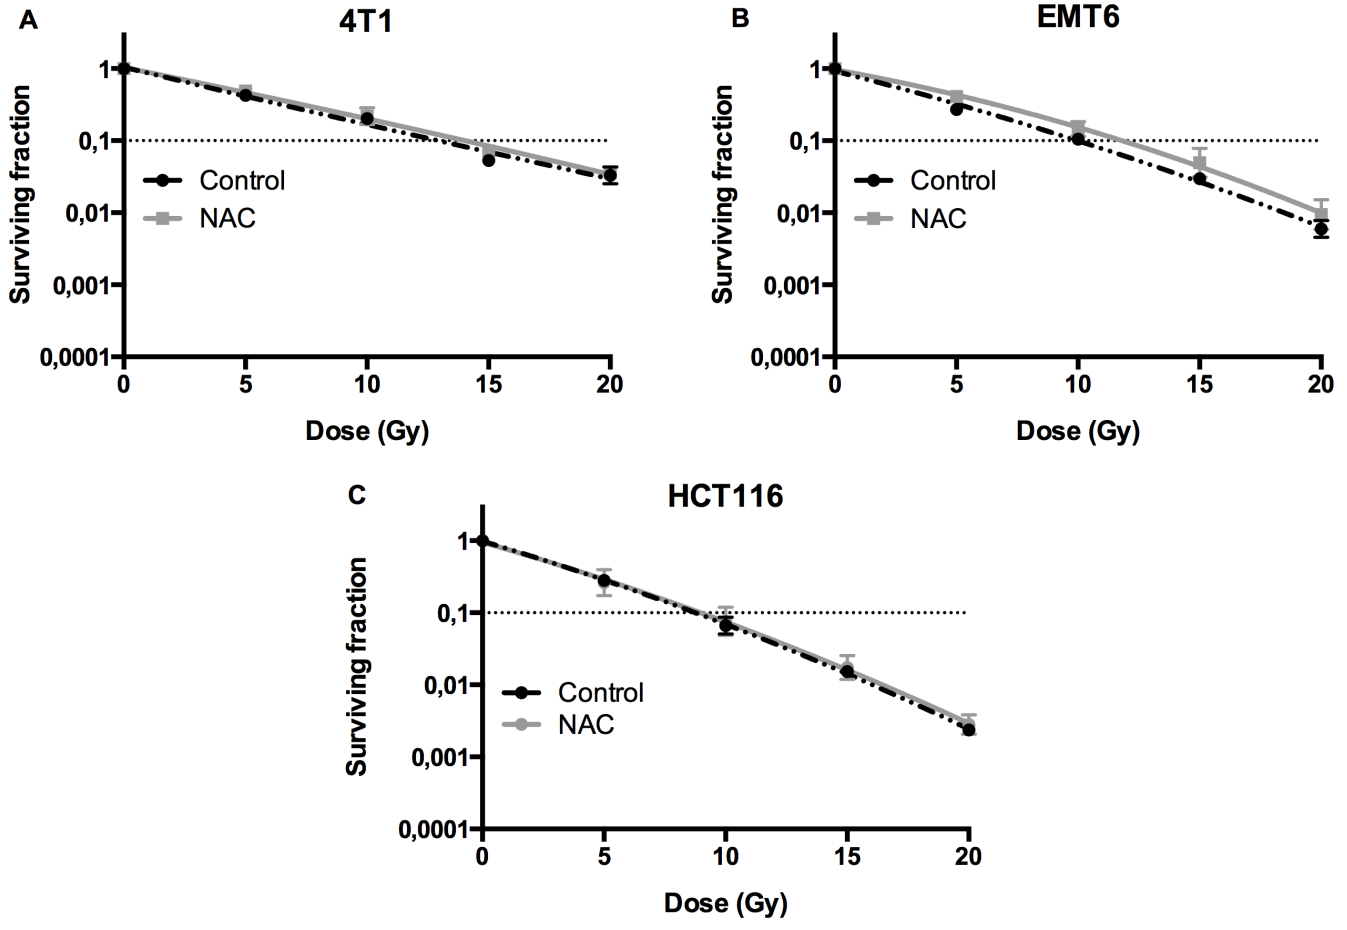 A
4T1
1
0,1
0,01
0,001
0,0001
Surviving fraction
Control
NAC
0 5 10 15 20
Dose (Gy)
B
EMT6
1
0,1
0,01
0,001
0,0001
Surviving fraction
Control
NAC
0 5 10 15 20
Dose (Gy)
C
HCT116
1
0,1
0,01
0,001
0,0001
Surviving fraction
Control
NAC
0 5 10 15 20
Dose (Gy)